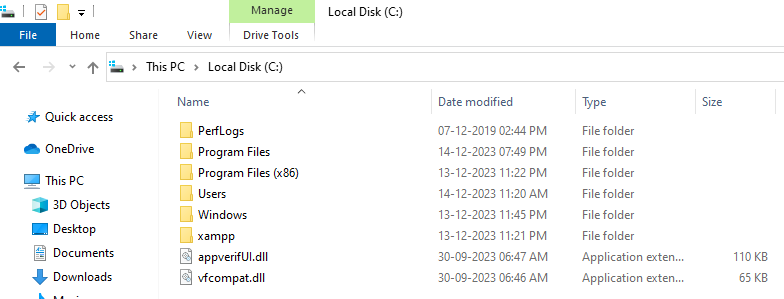 Manage Local Disk (C:)
File Home Share View Drive Tools
This PC > Local Disk (C:)
Name Date modified Type Size
Quick access
OneDrive
This PC
3D Objects
Desktop
Documents
PerfLogs 07-12-2019 02:44 PM File folder
Program Files 14-12-2023 07:49 PM File folder
Program Files (x86) 13-12-2023 11:22 PM File folder
Users 14-12-2023 11:20 AM File folder
Windows 13-12-2023 11:45 PM File folder
xampp 13-12-2023 11:21 PM File folder
appverifUI.dll 30-09-2023 06:47 AM Application exten... 110 KB
vfcompat.dll 30-09-2023 06:46 AM Application exten... 65 KB